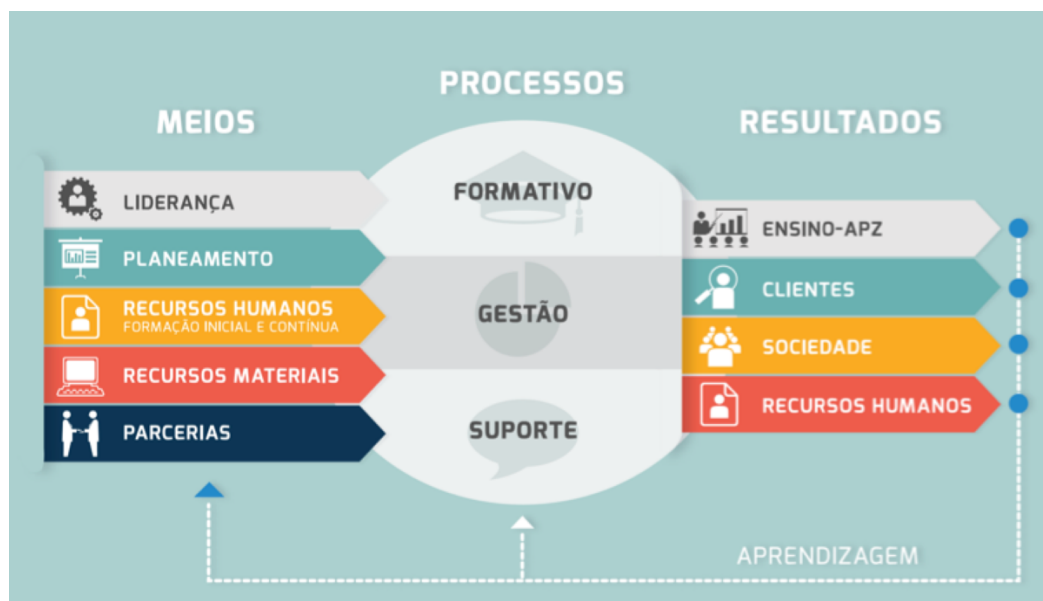 PROCESSOS
MEIOS
RESULTADOS
LIDERANÇA
PLANEAMENTO
RECURSOS HUMANOS
FORMAÇÃO INICIAL E CONTÍNUA
RECURSOS MATERIAIS
PARCERIAS
FORMATIVO
GESTÃO
SUPORTE
ENSINO-APZ
CLIENTES
SOCIEDADE
RECURSOS HUMANOS
APRENDIZAGEM